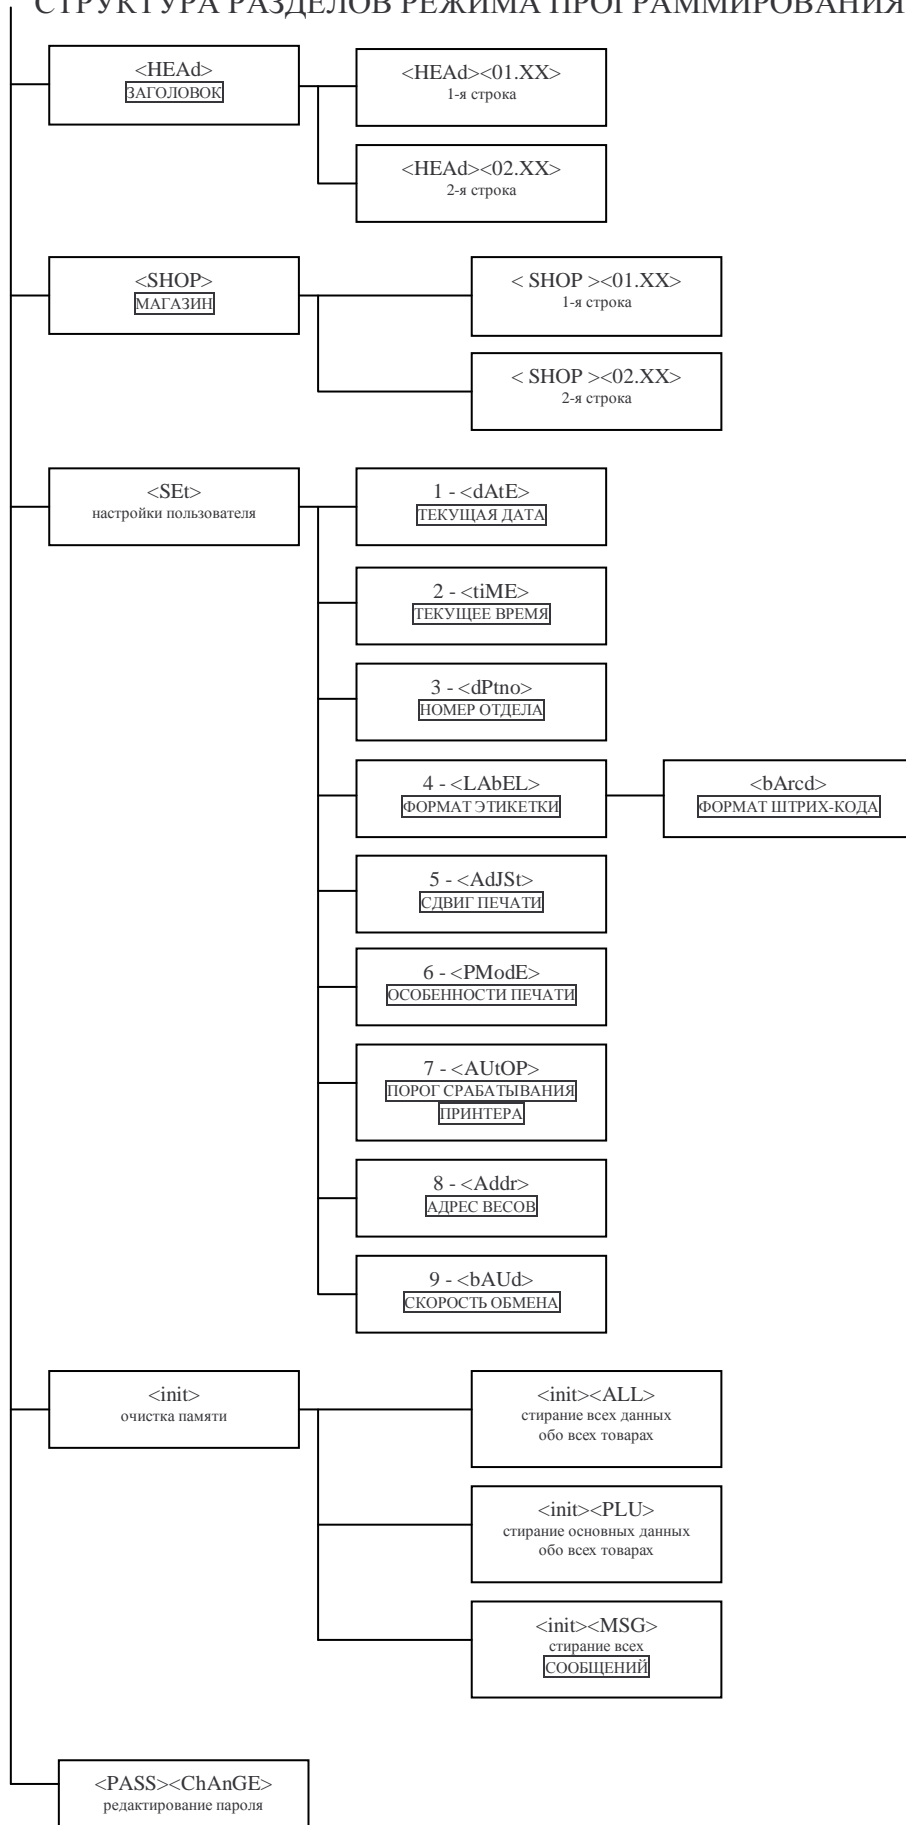 СТРУКТУРА РАЗДЕЛОВ РЕЖИМА ПРОГРАММИРОВАНИЯ
<HEAd>
ЗАГОЛОВОК
<HEAd><01.XX>
1-я строка
<HEAd><02.XX>
2-я строка
<SHOP>
МАГАЗИН
< SHOP ><01.XX>
1-я строка
< SHOP ><02.XX>
2-я строка
<SEt>
настройки пользователя
1 - <dAtE>
ТЕКУЩАЯ ДАТА
2 - <tiME>
ТЕКУЩЕЕ ВРЕМЯ
3 - <dPtno>
НОМЕР ОТДЕЛА
4 - <LAbEL>
ФОРМАТ ЭТИКЕТКИ
<bArcd>
ФОРМАТ ШТРИХ-КОДА
5 - <AdJSt>
СДВИГ ПЕЧАТИ
6 - <PModE>
ОСОБЕННОСТИ ПЕЧАТИ
7 - <AUtOP>
ПОРОГ СРАБАТЫВАНИЯ
ПРИНТЕРА
8 - <Addr>
АДРЕС ВЕСОВ
9 - <bAUd>
СКОРОСТЬ ОБМЕНА
<init>
очистка памяти
<init><ALL>
стирание всех данных
обо всех товарах
<init><PLU>
стирание основных данных
обо всех товарах
<init><MSG>
стирание всех
СООБЩЕНИЙ
<PASS><ChAnGE>
редактирование пароля